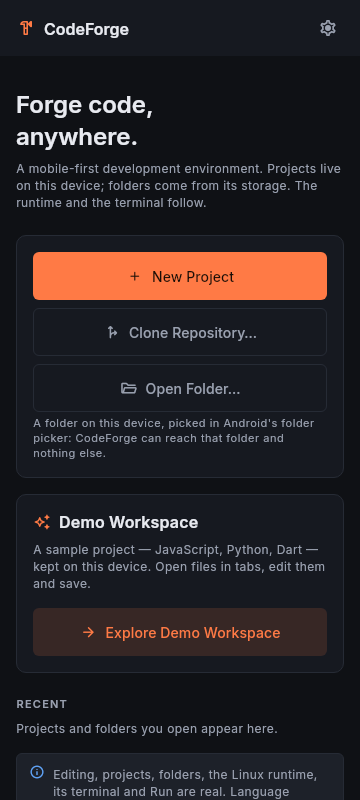 CodeForge
Forge code,
anywhere.
A mobile-first development environment. Projects live
on this device; folders come from its storage. The
runtime and the terminal follow.
New Project
Clone Repository...
Open Folder...
A folder on this device, picked in Android's folder
picker: CodeForge can reach that folder and
nothing else.
Demo Workspace
A sample project — JavaScript, Python, Dart —
kept on this device. Open files in tabs, edit them
and save.
Explore Demo Workspace
RECENT
Projects and folders you open appear here.
Editing, projects, folders, the Linux runtime,
its terminal and Run are real. Language